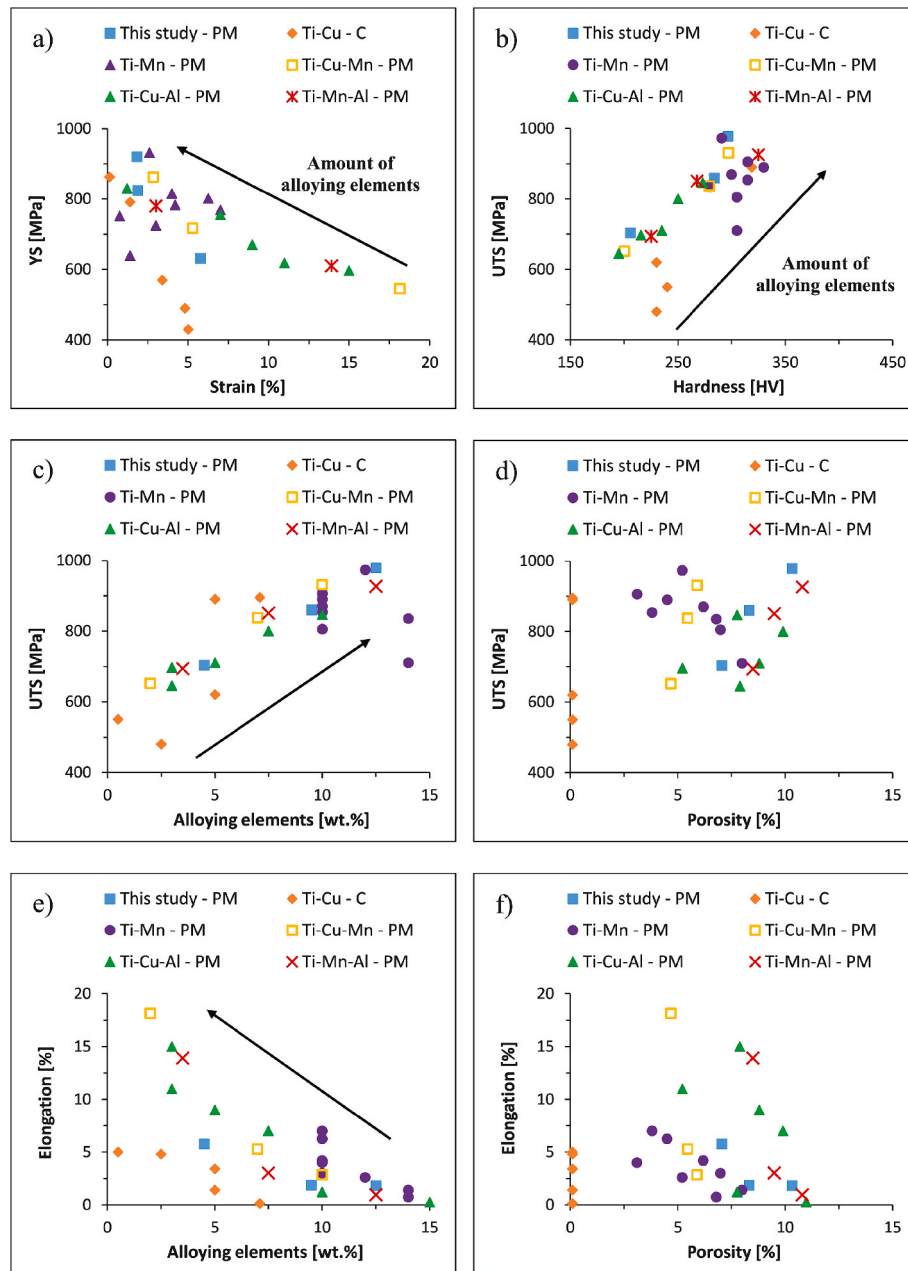 a)
This study - PM
Ti-Cu - C
Ti-Mn - PM
Ti-Cu-Mn - PM
Ti-Cu-Al - PM
Ti-Mn-Al - PM
1000
800
600
400
YS [MPa]
Amount of
alloying elements
0
5
10
15
20
Strain [%]
b)
This study - PM
Ti-Cu - C
Ti-Mn - PM
Ti-Cu-Mn - PM
Ti-Cu-Al - PM
Ti-Mn-Al - PM
1000
800
600
400
UTS [MPa]
Amount of
alloying elements
150
250
350
450
Hardness [HV]
c)
This study - PM
Ti-Cu - C
Ti-Mn - PM
Ti-Cu-Mn - PM
Ti-Cu-Al - PM
Ti-Mn-Al - PM
1000
800
600
400
UTS [MPa]
0
5
10
15
Alloying elements [wt.%]
d)
This study - PM
Ti-Cu - C
Ti-Mn - PM
Ti-Cu-Mn - PM
Ti-Cu-Al - PM
Ti-Mn-Al - PM
1000
800
600
400
UTS [MPa]
0
5
10
15
Porosity [%]
e)
This study - PM
Ti-Cu - C
Ti-Mn - PM
Ti-Cu-Mn - PM
Ti-Cu-Al - PM
Ti-Mn-Al - PM
20
15
10
5
0
Elongation [%]
0
5
10
15
Alloying elements [wt.%]
f)
This study - PM
Ti-Cu - C
Ti-Mn - PM
Ti-Cu-Mn - PM
Ti-Cu-Al - PM
Ti-Mn-Al - PM
20
15
10
5
0
Elongation [%]
0
5
10
15
Porosity [%]